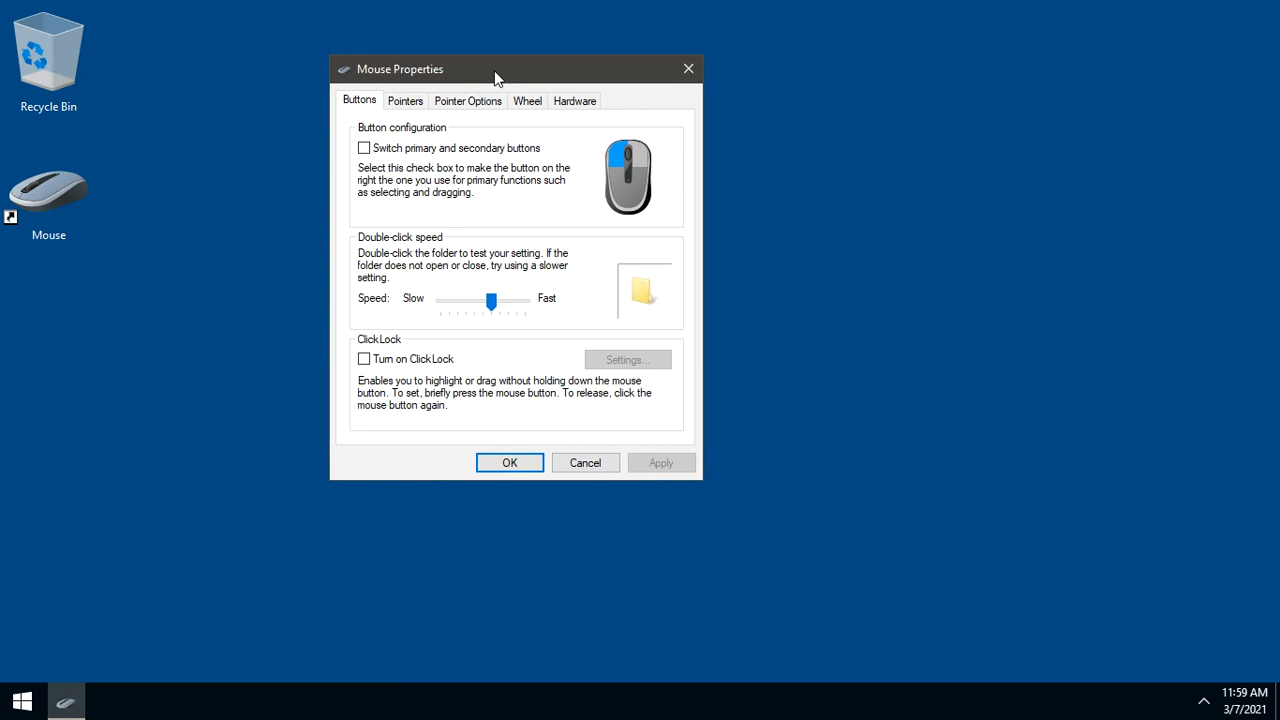 Recycle Bin
Mouse
Mouse Properties
Buttons
Pointers
Pointer Options
Wheel
Hardware
Button configuration
Switch primary and secondary buttons
Select this check box to make the button on the
right the one you use for primary functions such
as selecting and dragging.
Double-click speed
Double-click the folder to test your setting. If the
folder does not open or close, try using a slower
setting.
Speed: Slow Fast
ClickLock
Turn on ClickLock
Settings...
Enables you to highlight or drag without holding down the mouse
button. To set, briefly press the mouse button. To release, click the
mouse button again.
OK
Cancel
Apply
11:59 AM
3/7/2021